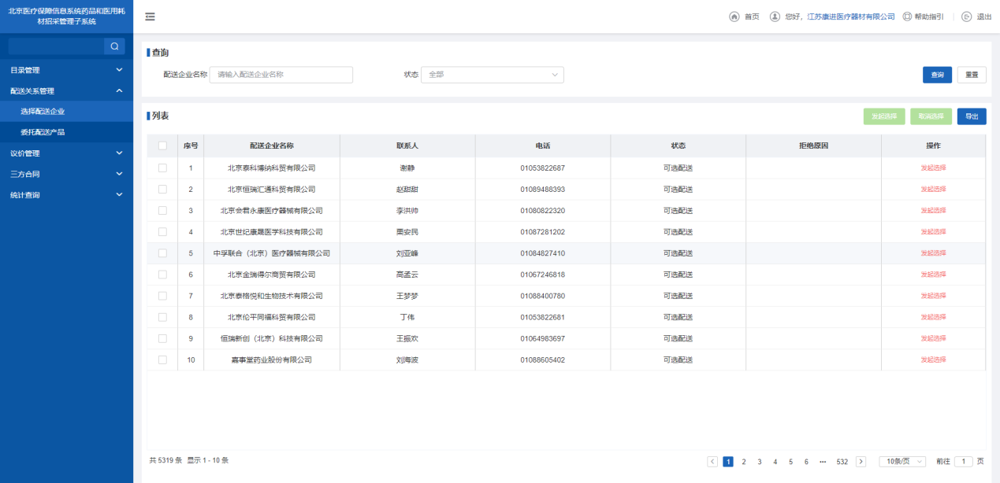 北京医疗保障信息系统药品和医用耗
材招采管理子系统
首页 您好，江苏康进医疗器材有限公司 帮助指引 退出
目录管理
配送关系管理
选择配送企业
委托配送产品
议价管理
三方合同
统计查询
查询
配送企业名称 请输入配送企业名称 状态 全部 查询 重置
列表 发起选择 取消选择 导出
序号 配送企业名称 联系人 电话 状态 拒绝原因 操作
1 北京泰科博纳科贸有限公司 谢静 01053822687 可选配送 发起选择
2 北京恒瑞汇通科贸有限公司 赵甜甜 01089488393 可选配送 发起选择
3 北京会君永康医疗器械有限公司 李洪帅 01080822320 可选配送 发起选择
4 北京世纪康晟医学科技有限公司 栗安民 01087281202 可选配送 发起选择
5 中孚联合（北京）医疗器械有限公司 刘亚峰 01084827410 可选配送 发起选择
6 北京金瑞得尔商贸有限公司 高孟云 01067246818 可选配送 发起选择
7 北京泰格悦和生物技术有限公司 王梦梦 01088400780 可选配送 发起选择
8 北京伦平同福科贸有限公司 丁伟 01053822681 可选配送 发起选择
9 恒瑞新创（北京）科技有限公司 王振欢 01064983697 可选配送 发起选择
10 嘉事堂药业股份有限公司 刘海波 01088605402 可选配送 发起选择
共 5319 条 显示 1 - 10 条 1 2 3 4 5 6 ••• 532 10条/页 前往 1 页